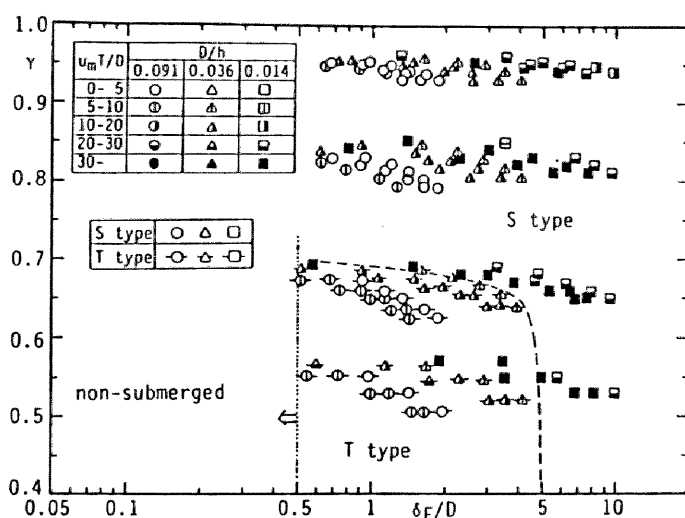 1.0
γ
0.9
0.8
0.7
0.6
0.5
0.4
uₘT/D D/h
0.091 0.036 0.014
0- 5
5-10
10-20
20-30
30-
S type
T type
S type
non-submerged
T type
0.05 0.1 0.5 1 δ_E/D 5 10